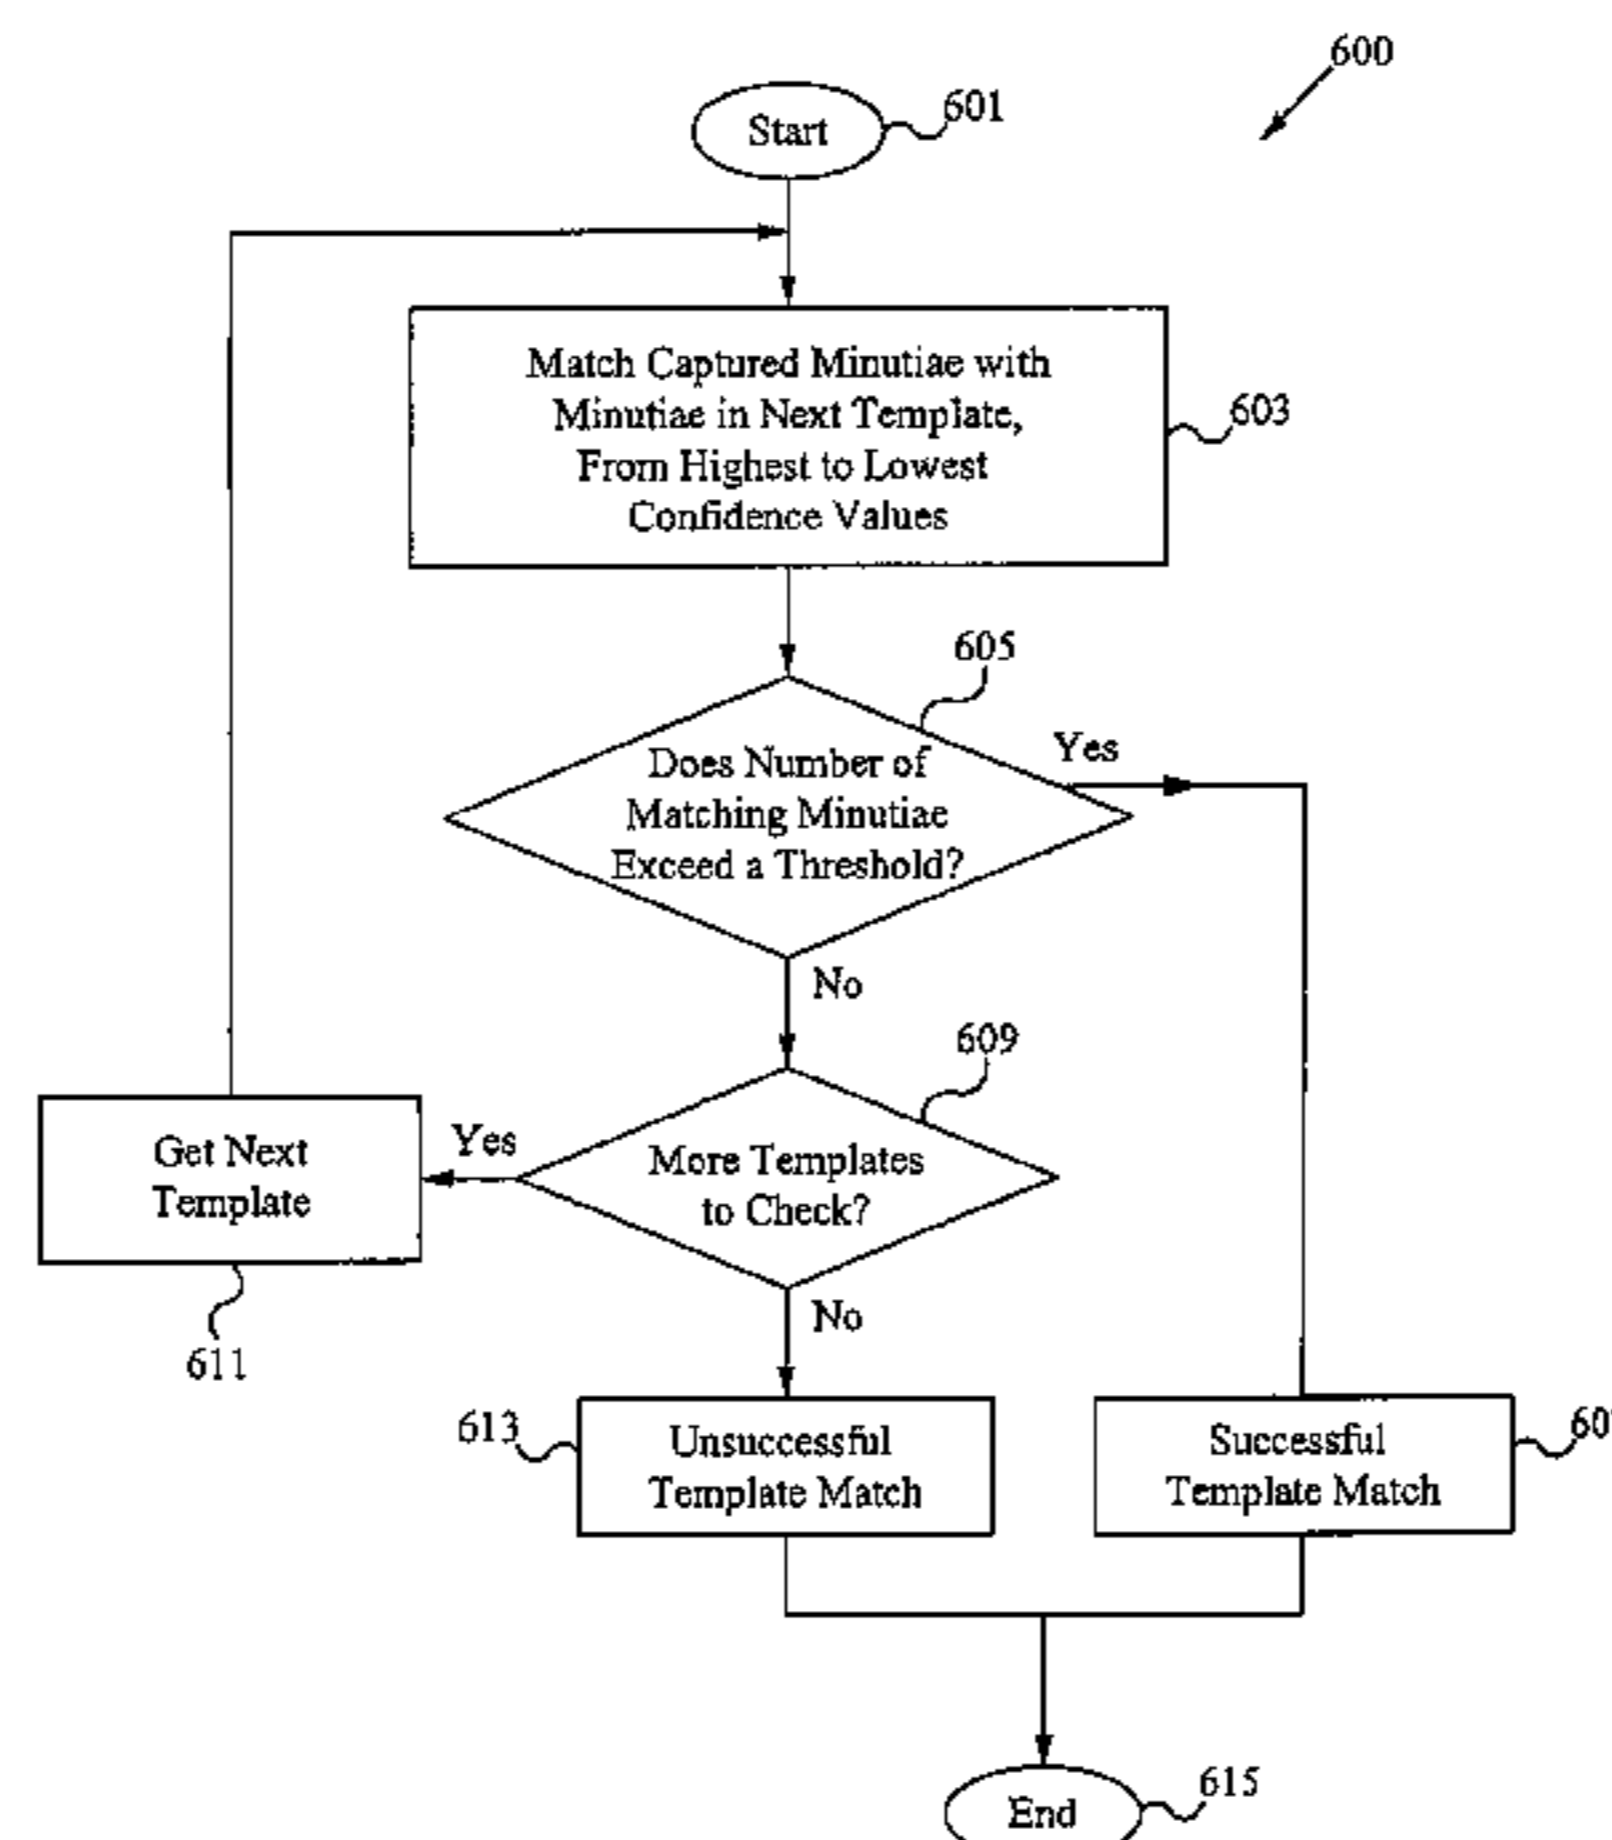 600
Start
601
Match Captured Minutiae with
Minutiae in Next Template,
From Highest to Lowest
Confidence Values
603
605
Does Number of
Matching Minutiae
Exceed a Threshold?
Yes
No
609
More Templates
to Check?
Yes
Get Next
Template
611
No
613
Unsuccessful
Template Match
Successful
Template Match
End
615